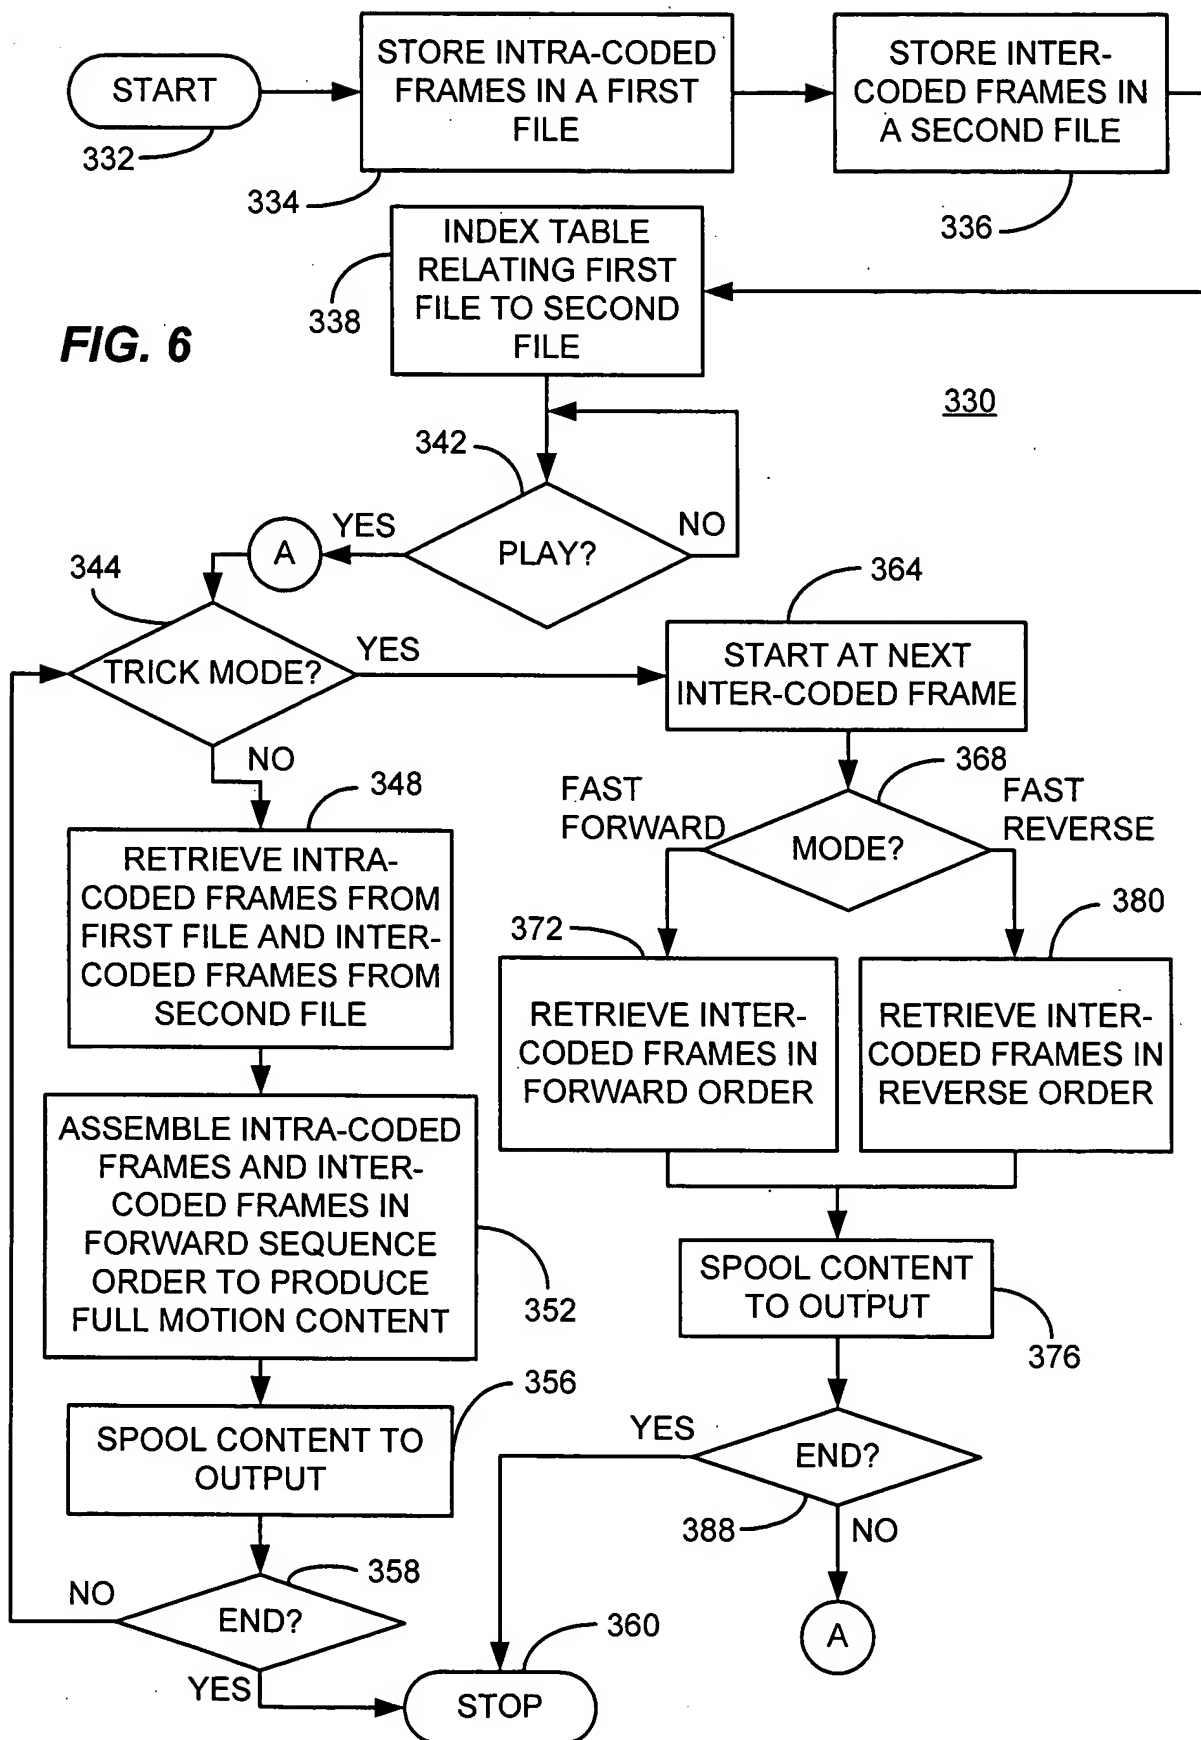 START
332
STORE INTRA-CODED
FRAMES IN A FIRST
FILE
334
STORE INTER-
CODED FRAMES IN
A SECOND FILE
336
INDEX TABLE
RELATING FIRST
FILE TO SECOND
FILE
338
FIG. 6
330
342
PLAY?
YES
NO
A
344
TRICK MODE?
YES
NO
364
START AT NEXT
INTER-CODED FRAME
368
MODE?
FAST
FORWARD
FAST
REVERSE
348
RETRIEVE INTRA-
CODED FRAMES FROM
FIRST FILE AND INTER-
CODED FRAMES FROM
SECOND FILE
372
RETRIEVE INTER-
CODED FRAMES IN
FORWARD ORDER
380
RETRIEVE INTER-
CODED FRAMES IN
REVERSE ORDER
ASSEMBLE INTRA-CODED
FRAMES AND INTER-
CODED FRAMES IN
FORWARD SEQUENCE
ORDER TO PRODUCE
FULL MOTION CONTENT
352
SPOOL CONTENT
TO OUTPUT
376
356
SPOOL CONTENT TO
OUTPUT
YES
END?
388
NO
A
358
NO
END?
YES
360
STOP